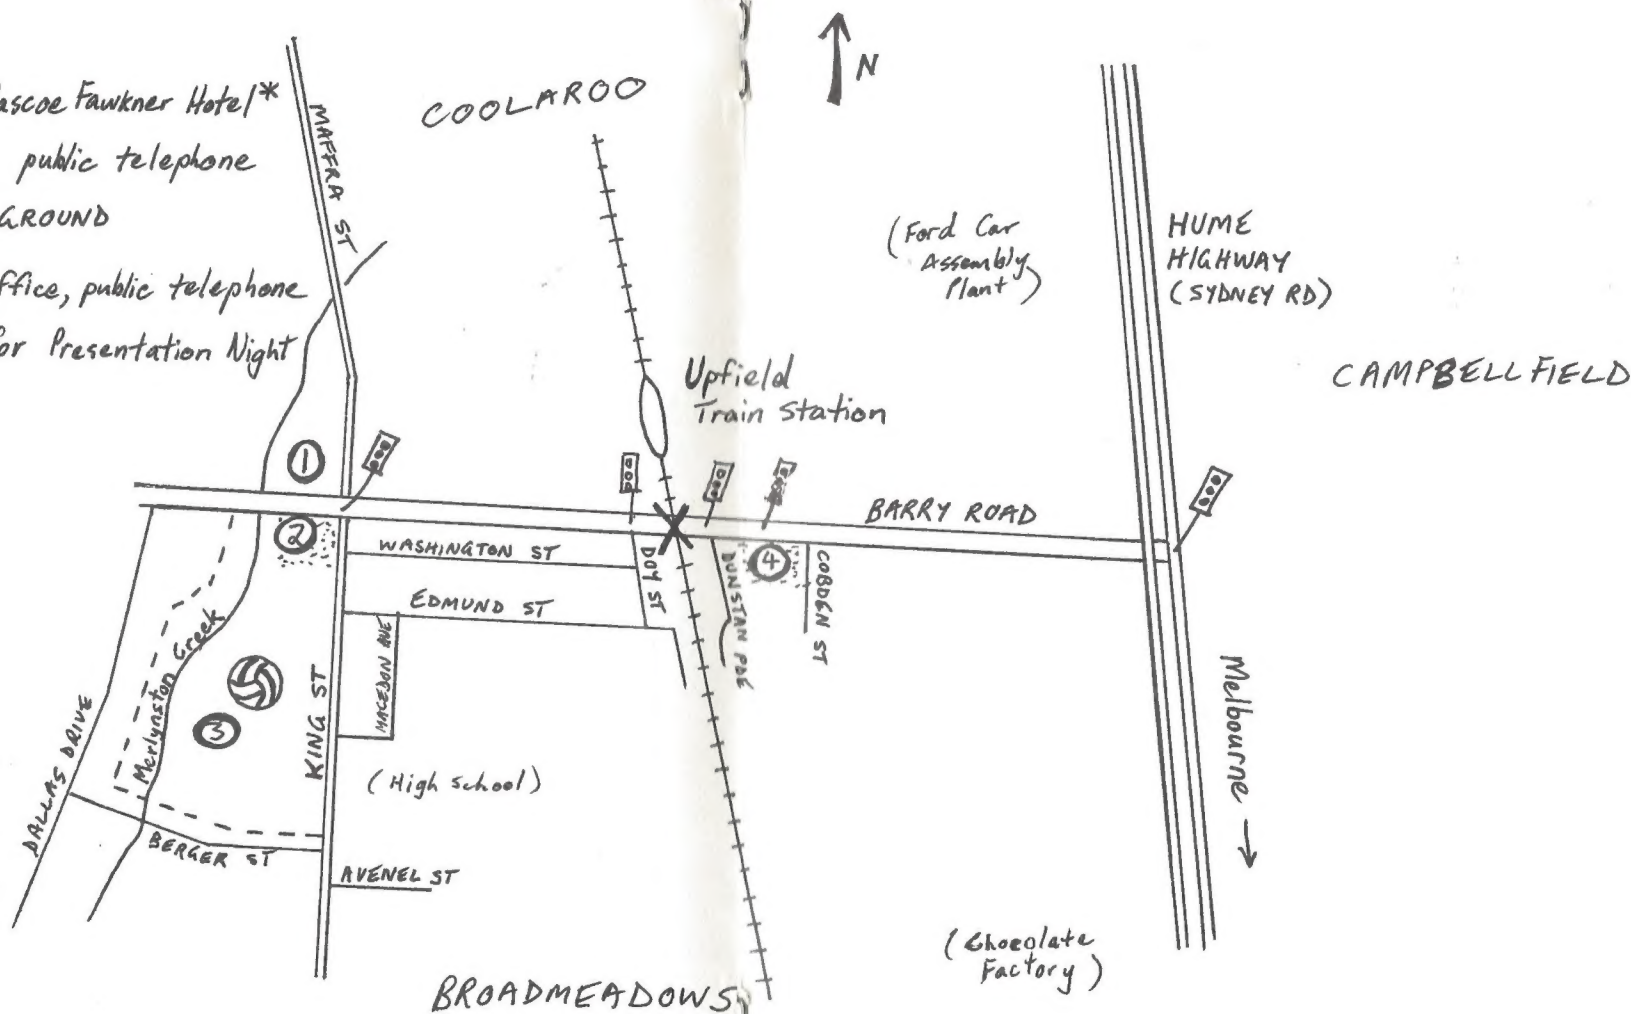 ascoe Fawkner Hotel*
public telephone
GROUND
ffice, public telephone
or Presentation Night
COOLAROO
N
MAFFRA ST
(Ford Car
Assembly
Plant)
HUME
HIGHWAY
(SYDNEY RD)
CAMPBELLFIELD
Upfield
Train Station
1
BARRY ROAD
2
WASHINGTON ST
DOY ST
DUNSTAN PDE
4
COBDEN ST
EDMUND ST
MACEDON AVE
Merlynston Creek
KING ST
3
DALLAS DRIVE
(High School)
Melbourne
BERGER ST
AVENEL ST
(Chocolate
Factory)
BROADMEADOWS